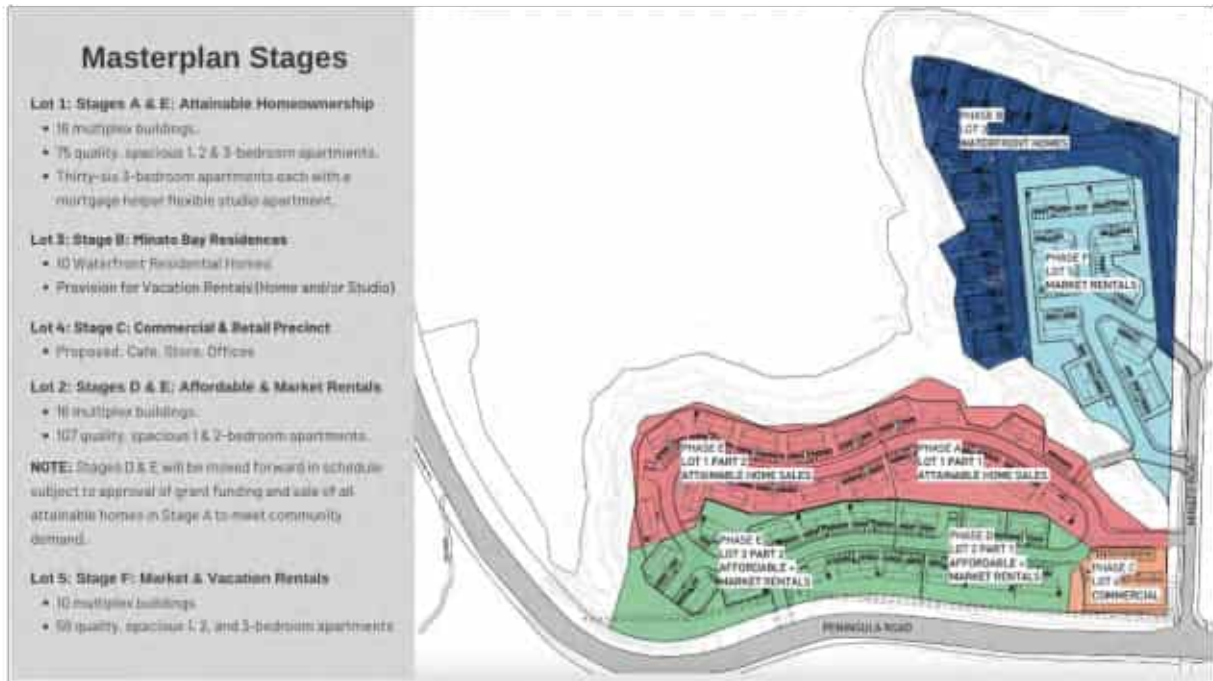 Masterplan Stages
Lot 1: Stages A & E: Attainable Homeownership
• 16 multiplex buildings.
• 75 quality, spacious 1, 2 & 3-bedroom apartments.
• Thirty-six 3-bedroom apartments each with a
mortgage helper flexible studio apartment.
Lot 3: Stage B: Minato Bay Residences
• 10 Waterfront Residential Homes
• Provision for Vacation Rentals (Home and/or Studio)
Lot 4: Stage C: Commercial & Retail Precinct
• Proposed. Cafe, Store, Offices
Lot 2: Stages D & E: Affordable & Market Rentals
• 16 multiplex buildings.
• 107 quality, spacious 1 & 2-bedroom apartments.
NOTE: Stages D & E will be moved forward in schedule
subject to approval of grant funding and sale of all
attainable homes in Stage A to meet community
demand.
Lot 5: Stage F: Market & Vacation Rentals
• 10 multiplex buildings
quality, spacious 1, 2, and 3-bedroom apartments
PHASE B
LOT 3
WATERFRONT HOMES
PHASE F
LOT 5
MARKET RENTALS
PHASE E
LOT 1 PART 2
ATTAINABLE HOME SALES
PHASE A
LOT 1 PART 1
ATTAINABLE HOME SALES
PHASE E
LOT 2 PART 2
AFFORDABLE +
MARKET RENTALS
PHASE D
LOT 2 PART 1
AFFORDABLE +
MARKET RENTALS
PHASE C
LOT 4
COMMERCIAL
PENINSULA ROAD